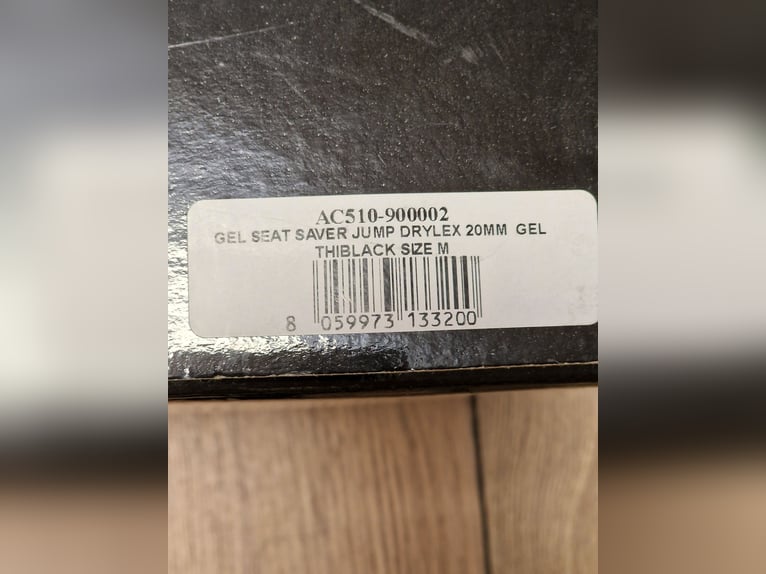 AC510-900002
GEL SEAT SAVER JUMP DRYLEX 20MM GEL
THIBLACK SIZE M
8 059973 133200